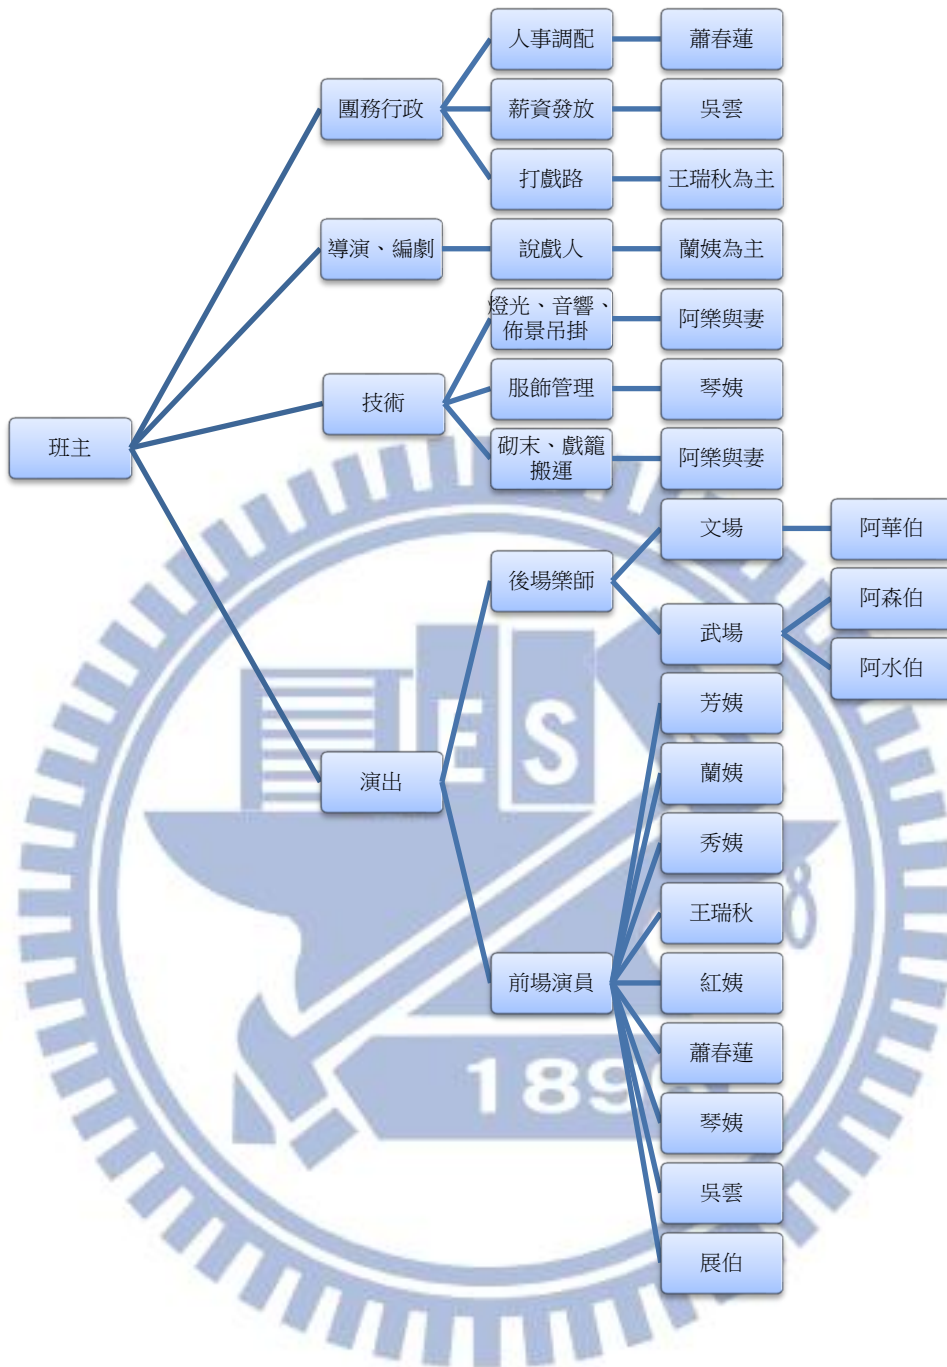 人事調配
蕭春蓮
團務行政
薪資發放
吳雲
打戲路
王瑞秋為主
導演、編劇
說戲人
蘭姨為主
燈光、音響、
佈景吊掛
阿樂與妻
技術
服飾管理
琴姨
班主
砌末、戲籠
搬運
阿樂與妻
文場
阿華伯
後場樂師
阿森伯
武場
阿水伯
芳姨
蘭姨
演出
秀姨
王瑞秋
前場演員
紅姨
蕭春蓮
琴姨
吳雲
展伯
ES
8
1896